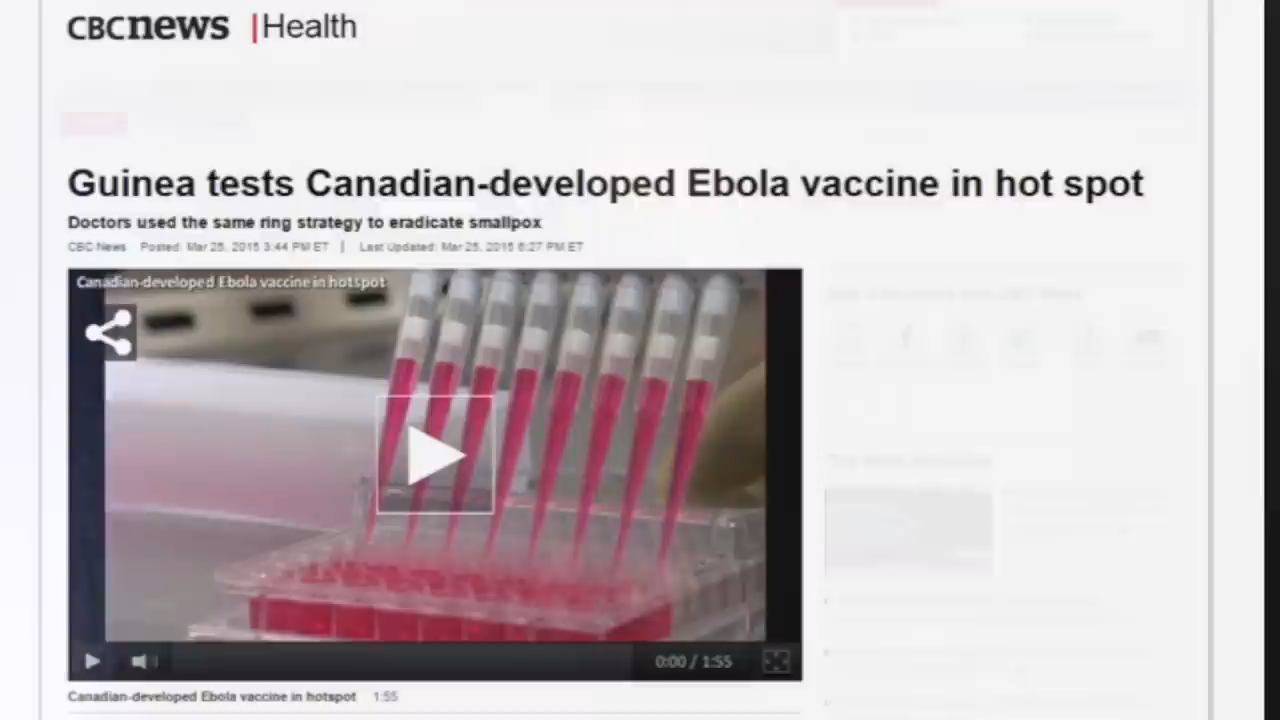 CBCnews | Health
Guinea tests Canadian-developed Ebola vaccine in hot spot
Doctors used the same ring strategy to eradicate smallpox
CBC News Posted: Mar 25, 2015 3:44 PM ET | Last Updated: Mar 25, 2015 6:27 PM ET
Canadian-developed Ebola vaccine in hotspot
0:00 / 1:55
Canadian-developed Ebola vaccine in hotspot 1:55